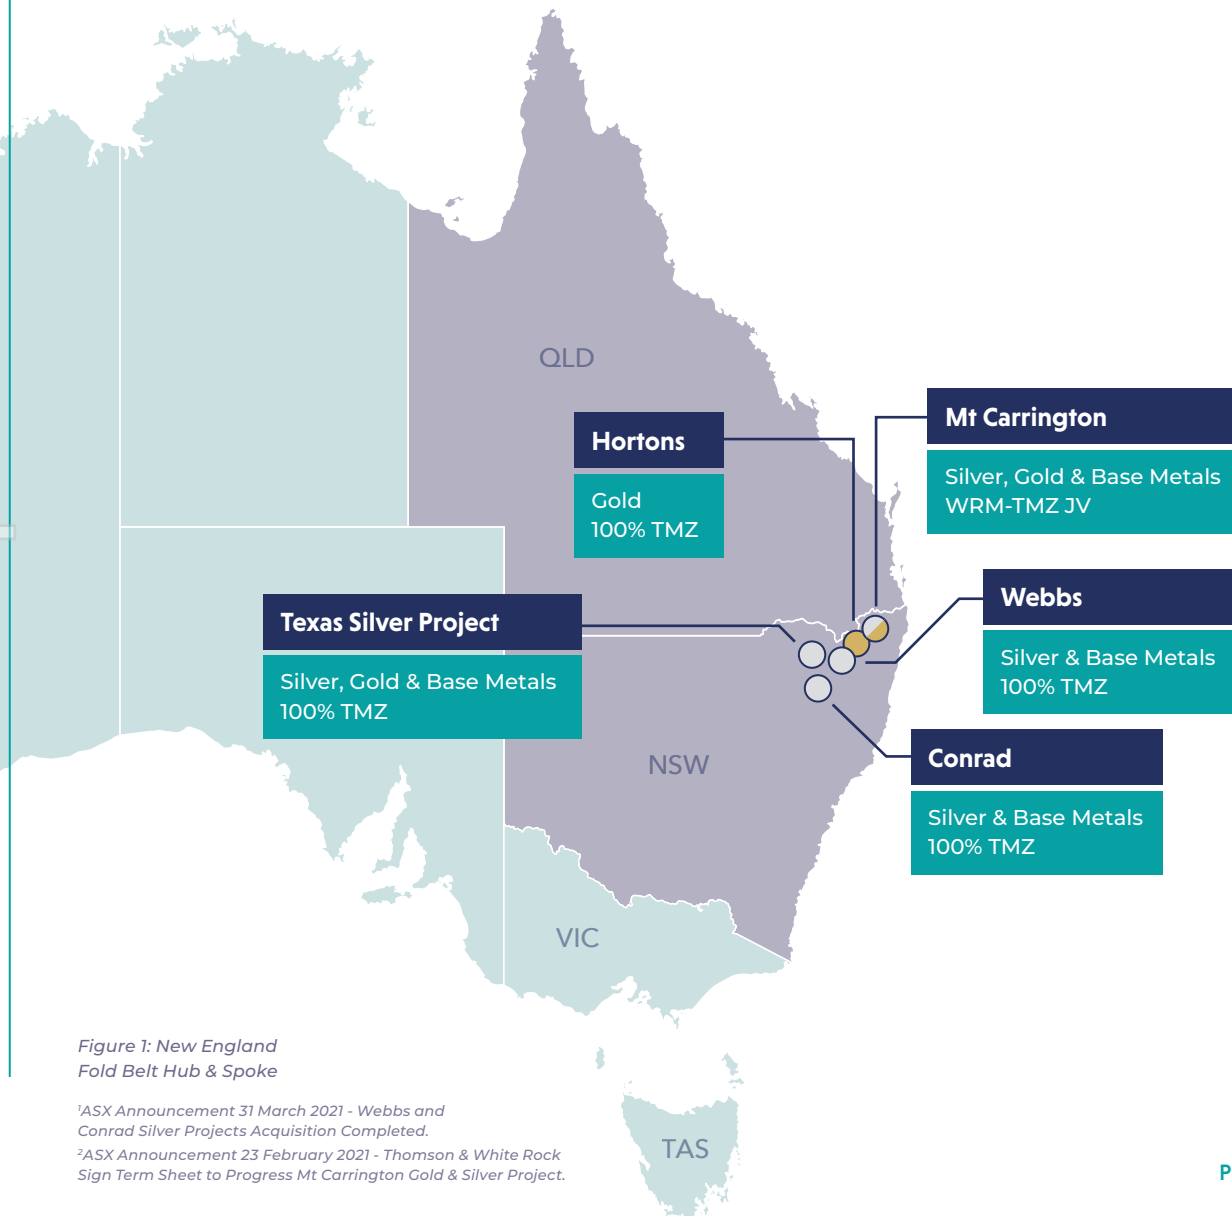 QLD
Hortons
Gold
100% TMZ
Mt Carrington
Silver, Gold & Base Metals
WRM-TMZ JV
Texas Silver Project
Silver, Gold & Base Metals
100% TMZ
Webbs
Silver & Base Metals
100% TMZ
NSW
Conrad
Silver & Base Metals
100% TMZ
VIC
TAS
Figure 1: New England
Fold Belt Hub & Spoke
¹ASX Announcement 31 March 2021 - Webbs and
Conrad Silver Projects Acquisition Completed.
²ASX Announcement 23 February 2021 - Thomson & White Rock
Sign Term Sheet to Progress Mt Carrington Gold & Silver Project.
P